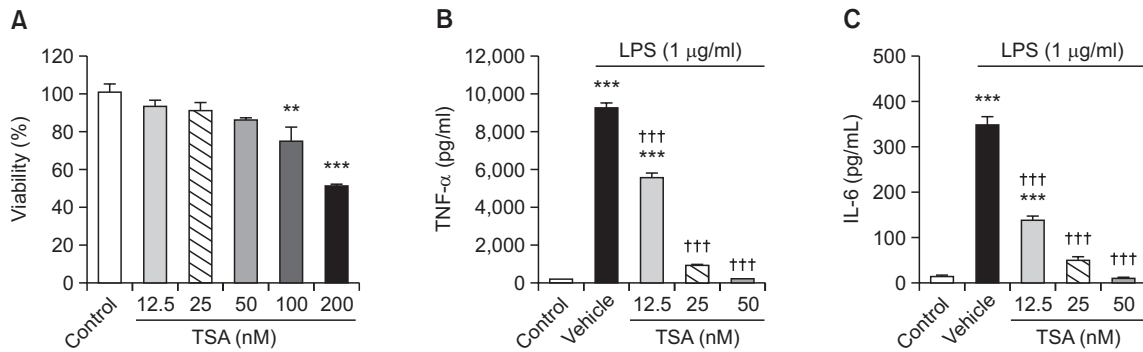 A
120
100
80
60
40
20
0
Viability (%)
**
***
Control
12.5 25 50 100 200
TSA (nM)
B
LPS (1 μg/ml)
12,000
10,000
8,000
6,000
4,000
2,000
0
TNF-α (pg/ml)
***
†††
***
†††
†††
Control
Vehicle
12.5 25 50
TSA (nM)
C
LPS (1 μg/ml)
500
400
300
200
100
0
IL-6 (pg/mL)
***
†††
***
†††
†††
Control
Vehicle
12.5 25 50
TSA (nM)